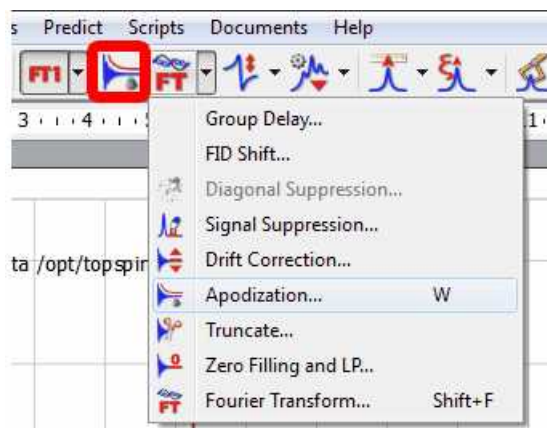 s Predict Scripts Documents Help
FT1 FT
3 4 1
Group Delay...
FID Shift...
Diagonal Suppression...
Signal Suppression...
ta /opt/topspin
Drift Correction...
Apodization... W
Truncate...
Zero Filling and LP...
Fourier Transform... Shift+F